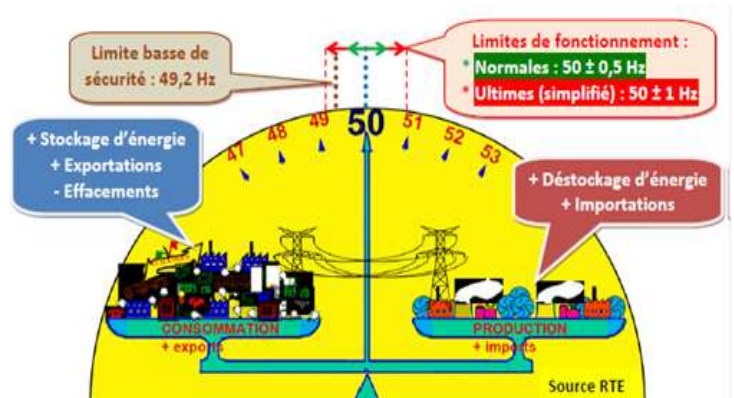 Limite basse de
sécurité : 49,2 Hz
Limites de fonctionnement :
* Normales : 50 ± 0,5 Hz
* Ultimes (simplifié) : 50 ± 1 Hz
+ Stockage d'énergie
+ Exportations
- Effacements
47 48 49 50 51 52 53
+ Déstockage d'énergie
+ Importations
CONSOMMATION
+ exports
PRODUCTION
+ imports
Source RTE